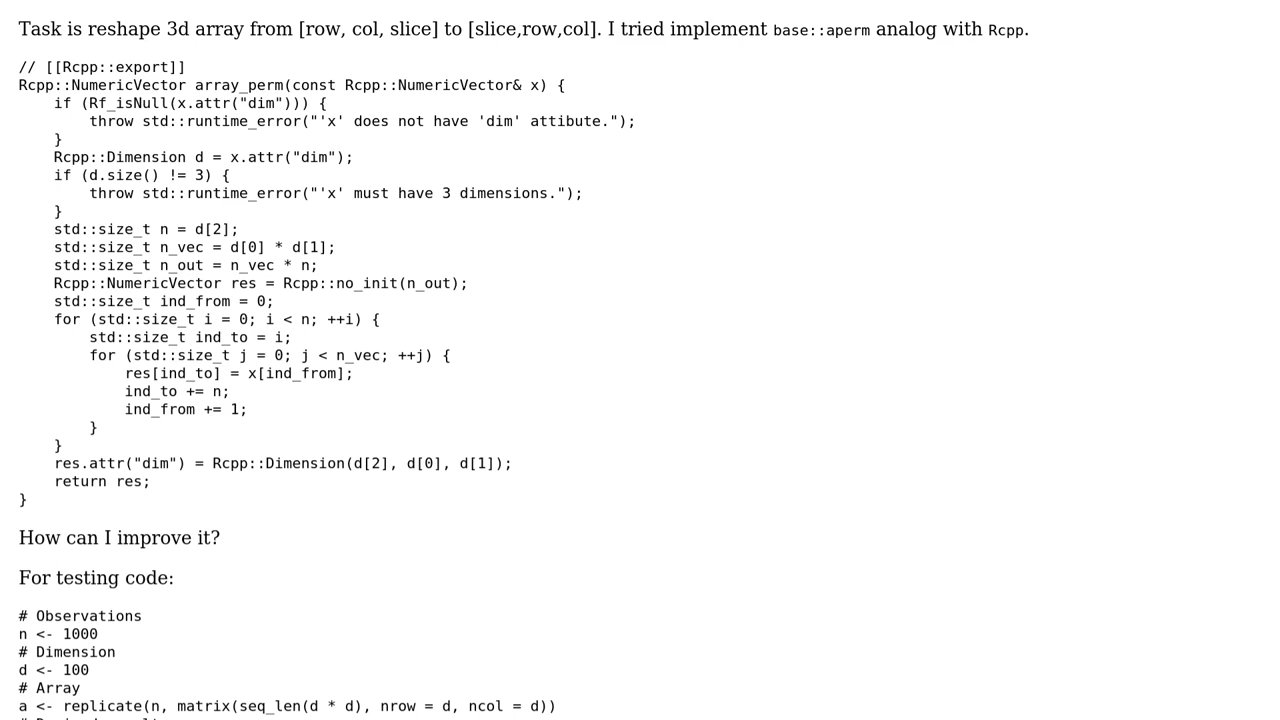 Task is reshape 3d array from [row, col, slice] to [slice,row,col]. I tried implement base::aperm analog with Rcpp.
// [[Rcpp::export]]
Rcpp::NumericVector array_perm(const Rcpp::NumericVector& x) {
    if (Rf_isNull(x.attr("dim"))) {
        throw std::runtime_error("'x' does not have 'dim' attibute.");
    }
    Rcpp::Dimension d = x.attr("dim");
    if (d.size() != 3) {
        throw std::runtime_error("'x' must have 3 dimensions.");
    }
    std::size_t n = d[2];
    std::size_t n_vec = d[0] * d[1];
    std::size_t n_out = n_vec * n;
    Rcpp::NumericVector res = Rcpp::no_init(n_out);
    std::size_t ind_from = 0;
    for (std::size_t i = 0; i < n; ++i) {
        std::size_t ind_to = i;
        for (std::size_t j = 0; j < n_vec; ++j) {
            res[ind_to] = x[ind_from];
            ind_to += n;
            ind_from += 1;
        }
    }
    res.attr("dim") = Rcpp::Dimension(d[2], d[0], d[1]);
    return res;
}
How can I improve it?
For testing code:
# Observations
n <- 1000
# Dimension
d <- 100
# Array
a <- replicate(n, matrix(seq_len(d * d), nrow = d, ncol = d))